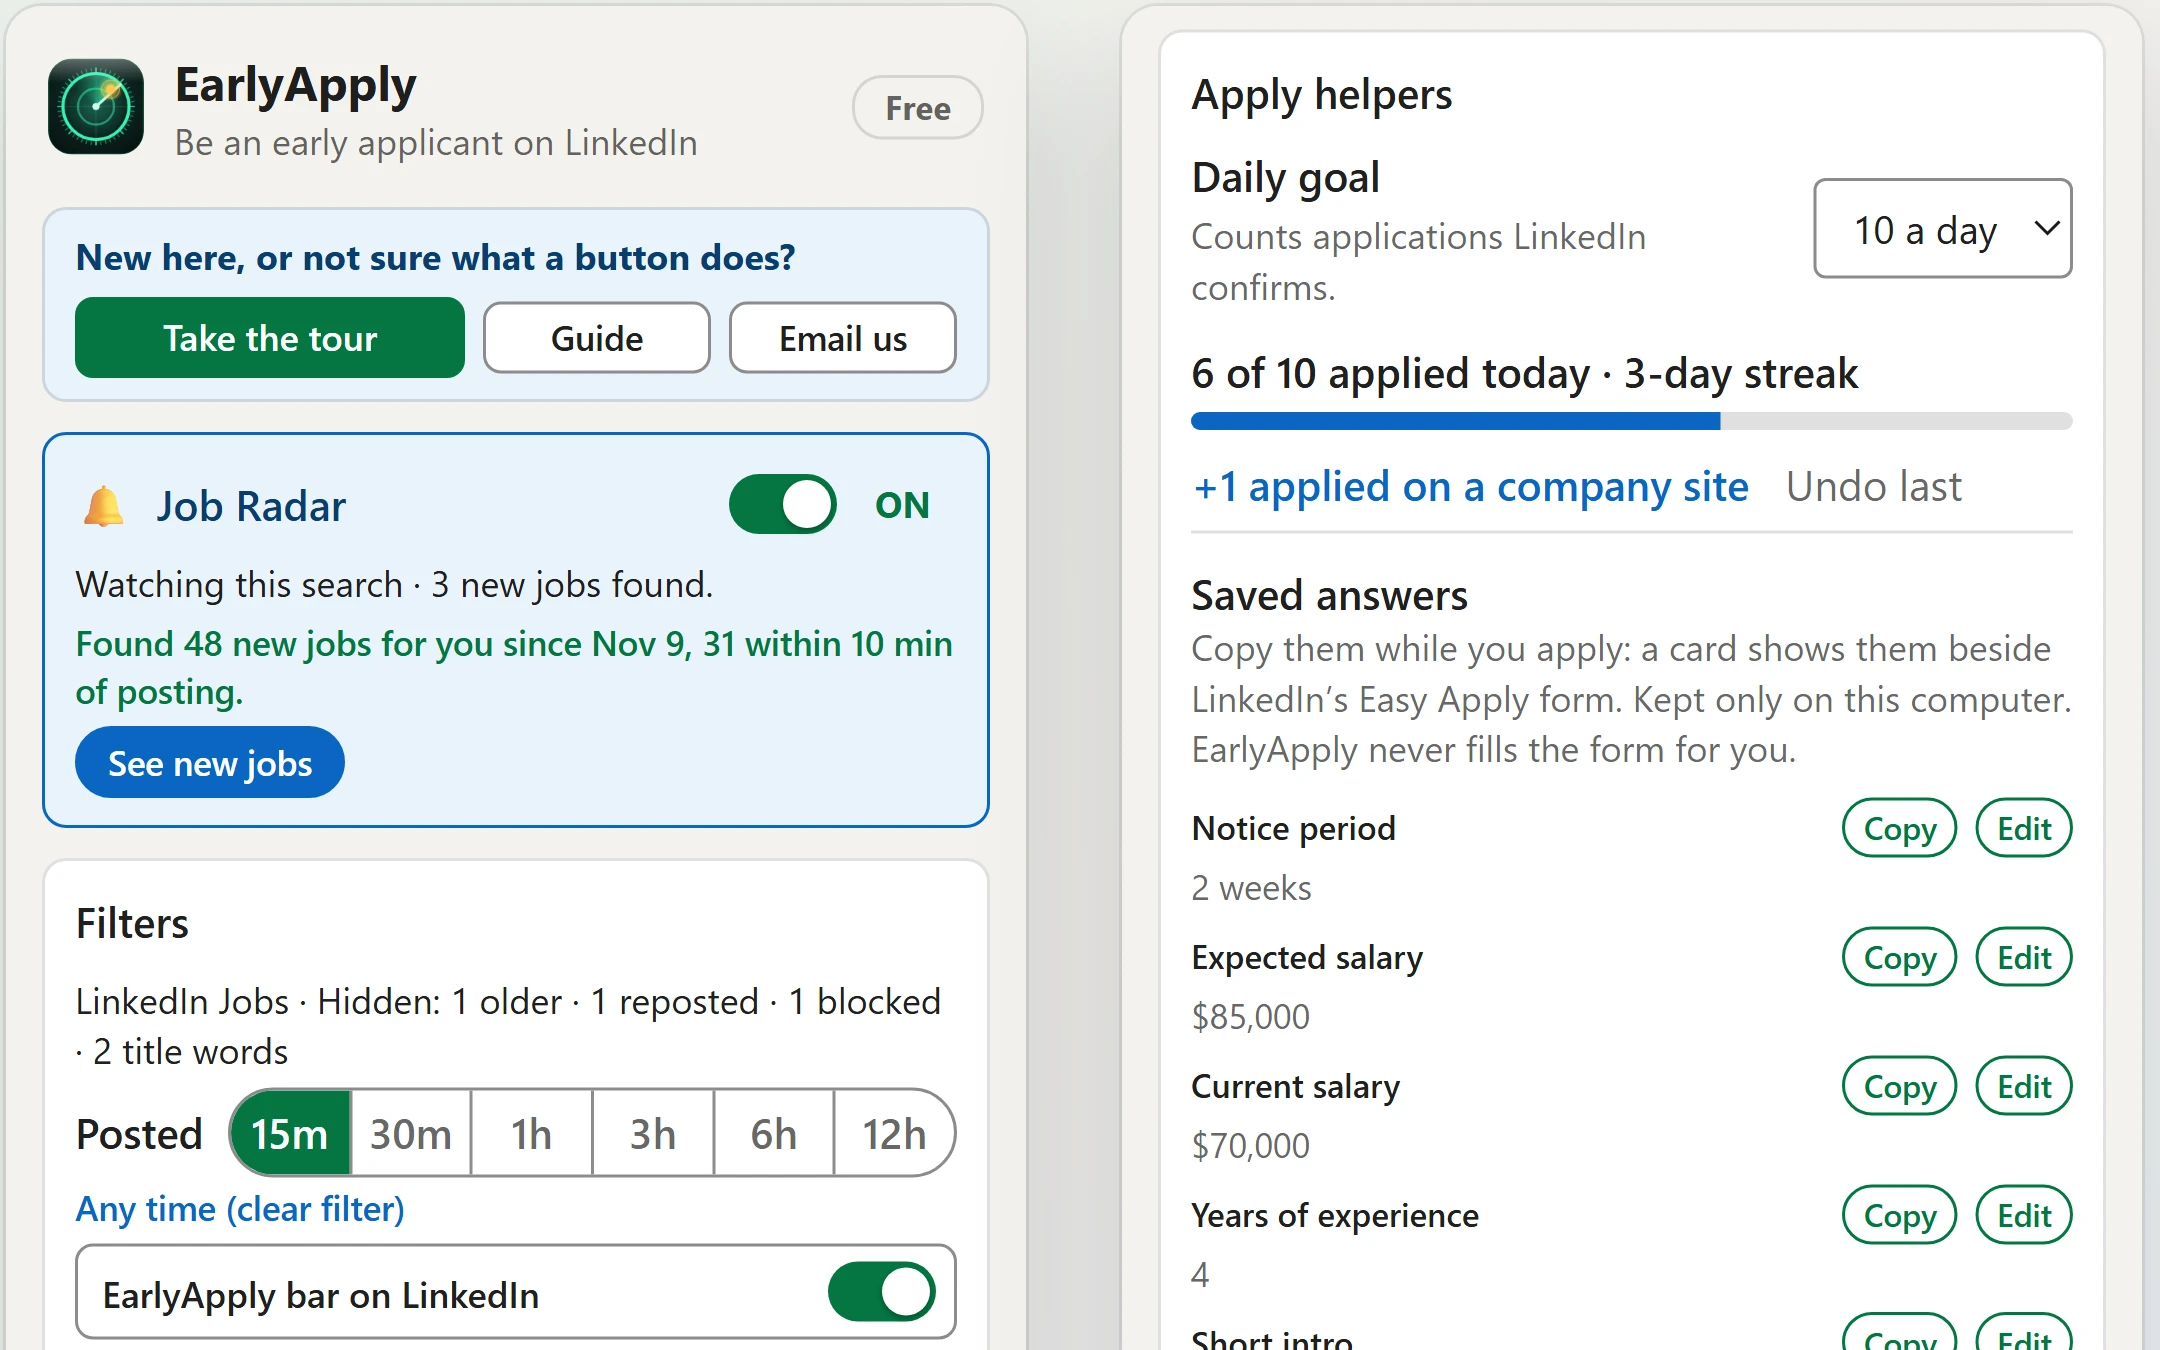 EarlyApply
Be an early applicant on LinkedIn
Free
New here, or not sure what a button does?
Take the tour
Guide
Email us
Job Radar
ON
Watching this search · 3 new jobs found.
Found 48 new jobs for you since Nov 9, 31 within 10 min
of posting.
See new jobs
Filters
LinkedIn Jobs · Hidden: 1 older · 1 reposted · 1 blocked
· 2 title words
Posted
15m
30m
1h
3h
6h
12h
Any time (clear filter)
EarlyApply bar on LinkedIn
Apply helpers
Daily goal
Counts applications LinkedIn
confirms.
10 a day
6 of 10 applied today · 3-day streak
+1 applied on a company site
Undo last
Saved answers
Copy them while you apply: a card shows them beside
LinkedIn’s Easy Apply form. Kept only on this computer.
EarlyApply never fills the form for you.
Notice period
Copy
Edit
2 weeks
Expected salary
Copy
Edit
$85,000
Current salary
Copy
Edit
$70,000
Years of experience
Copy
Edit
4
Short intro
Copy
Edit